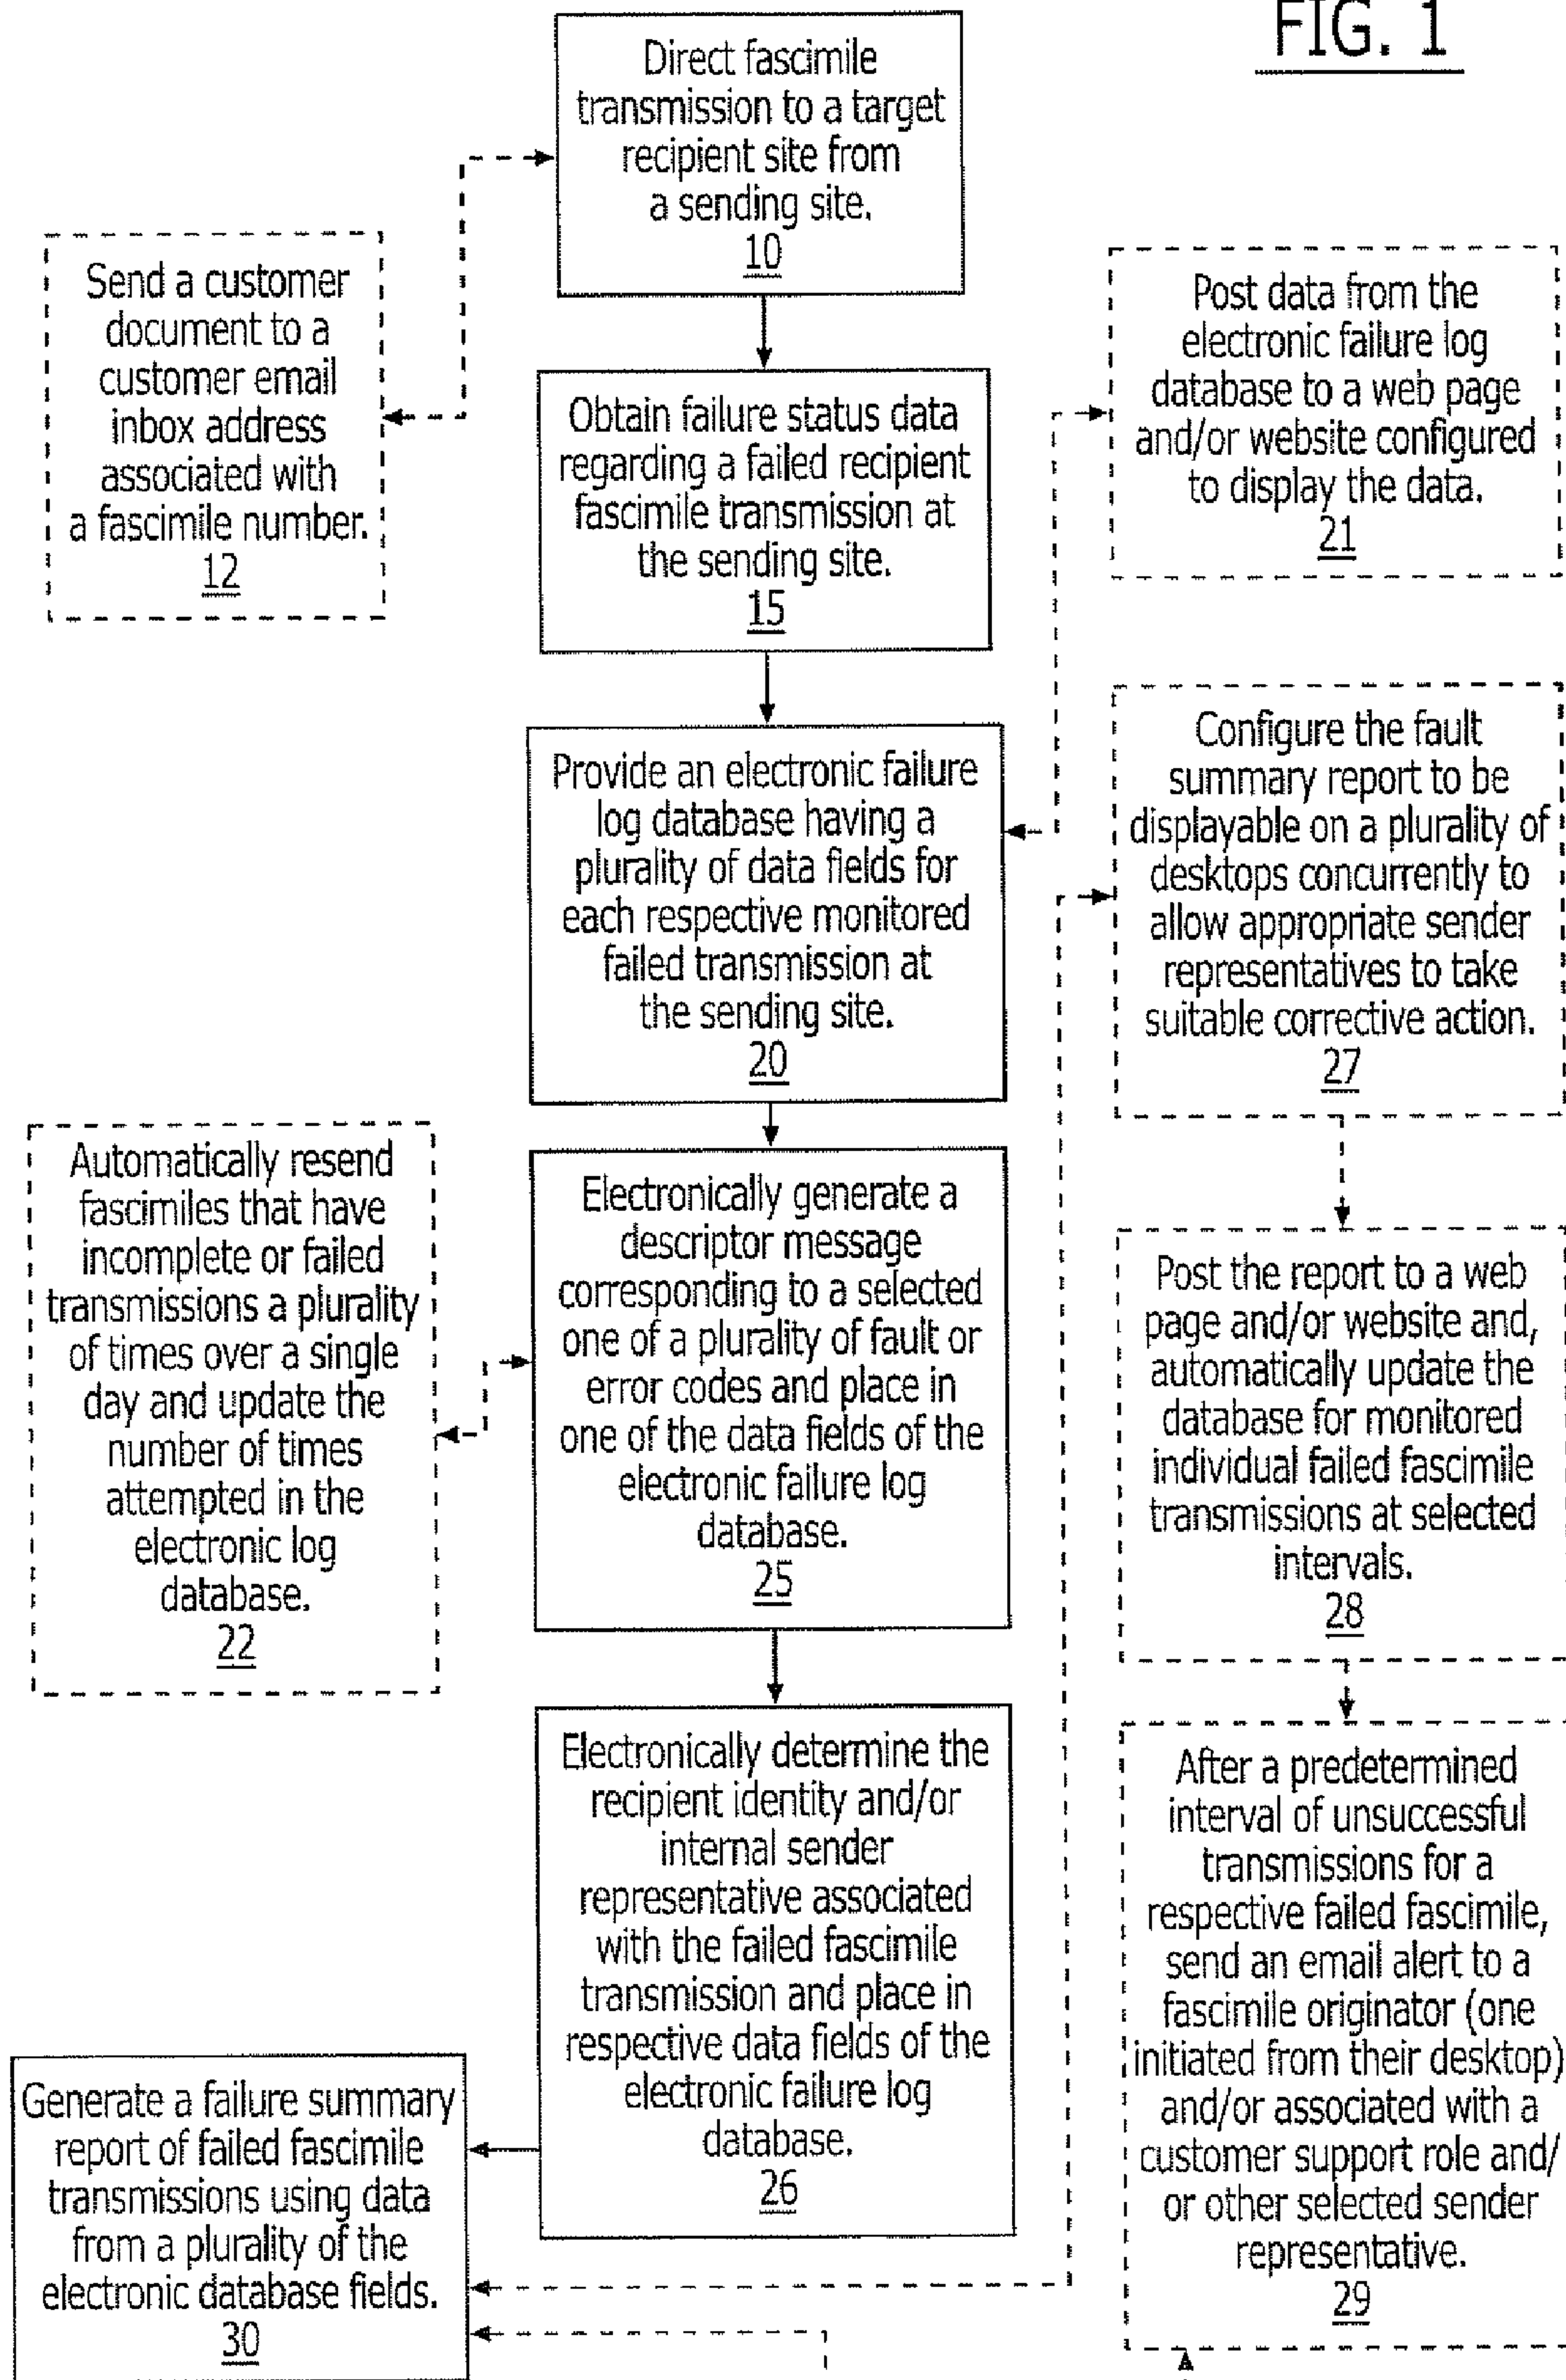 FIG. 1
Direct fascimile
transmission to a target
recipient site from
a sending site.
10
Send a customer
document to a
customer email
inbox address
associated with
a fascimile number.
12
Obtain failure status data
regarding a failed recipient
fascimile transmission at
the sending site.
15
Post data from the
electronic failure log
database to a web page
and/or website configured
to display the data.
21
Provide an electronic failure
log database having a
plurality of data fields for
each respective monitored
failed transmission at
the sending site.
20
Configure the fault
summary report to be
displayable on a plurality of
desktops concurrently to
allow appropriate sender
representatives to take
suitable corrective action.
27
Automatically resend
fascimiles that have
incomplete or failed
transmissions a plurality
of times over a single
day and update the
number of times
attempted in the
electronic log
database.
22
Electronically generate a
descriptor message
corresponding to a selected
one of a plurality of fault or
error codes and place in
one of the data fields of the
electronic failure log
database.
25
Post the report to a web
page and/or website and,
automatically update the
database for monitored
individual failed fascimile
transmissions at selected
intervals.
28
Electronically determine the
recipient identity and/or
internal sender
representative associated
with the failed fascimile
transmission and place in
respective data fields of the
electronic failure log
database.
26
After a predetermined
interval of unsuccessful
transmissions for a
respective failed fascimile,
send an email alert to a
fascimile originator (one
initiated from their desktop)
and/or associated with a
customer support role and/
or other selected sender
representative.
29
Generate a failure summary
report of failed fascimile
transmissions using data
from a plurality of the
electronic database fields.
30